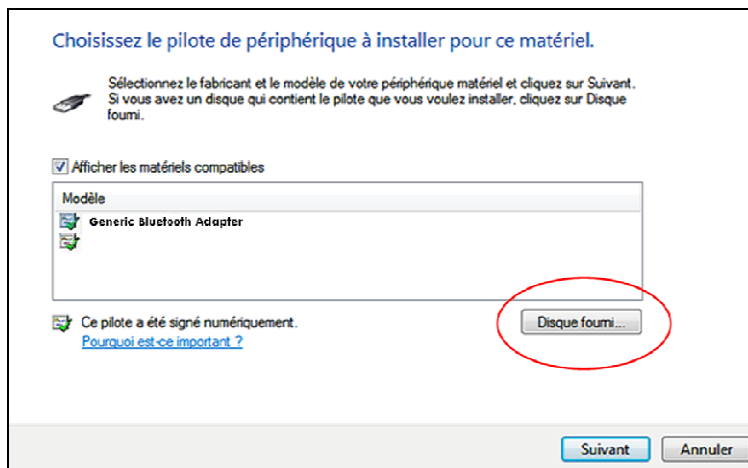 Choisissez le pilote de périphérique à installer pour ce matériel.
Sélectionnez le fabricant et le modèle de votre périphérique matériel et cliquez sur Suivant.
Si vous avez un disque qui contient le pilote que vous voulez installer, cliquez sur Disque
fourni.
Afficher les matériels compatibles
Modèle
Generic Bluetooth Adapter
Ce pilote a été signé numériquement.
Disque fourni...
Pourquoi est-ce important ?
Suivant
Annuler